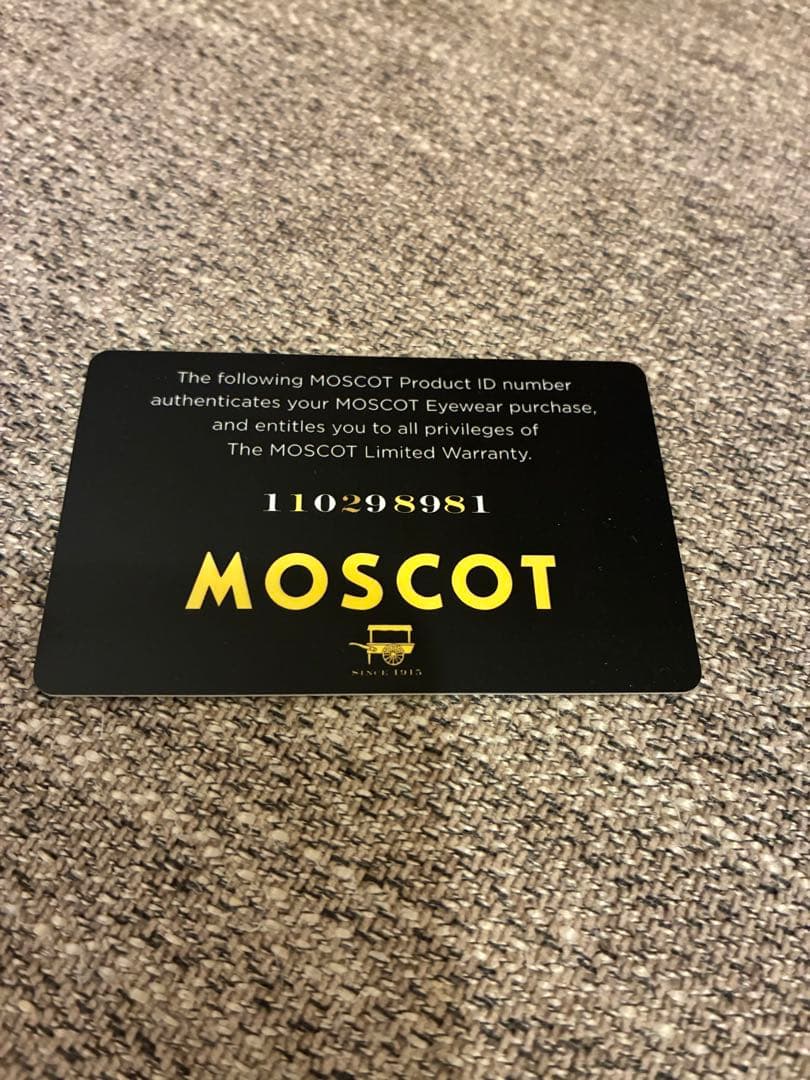 The following MOSCOT Product ID number
authenticates your MOSCOT Eyewear purchase,
and entitles you to all privileges of
The MOSCOT Limited Warranty.
110298981
MOSCOT
SINCE 1915